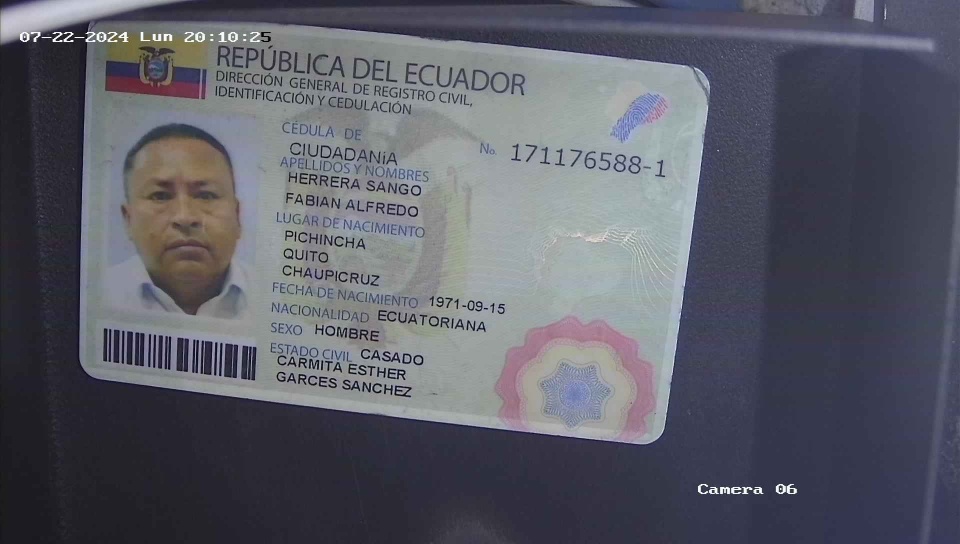 07-22-2024 Lun 20:10:25
REPÚBLICA DEL ECUADOR
DIRECCIÓN GENERAL DE REGISTRO CIVIL,
IDENTIFICACIÓN Y CEDULACIÓN
CÉDULA DE
CIUDADANíA
No. 171176588-1
APELLIDOS Y NOMBRES
HERRERA SANGO
FABIAN ALFREDO
LUGAR DE NACIMIENTO
PICHINCHA
QUITO
CHAUPICRUZ
FECHA DE NACIMIENTO 1971-09-15
NACIONALIDAD ECUATORIANA
SEXO HOMBRE
ESTADO CIVIL CASADO
CARMITA ESTHER
GARCES SANCHEZ
Camera 06